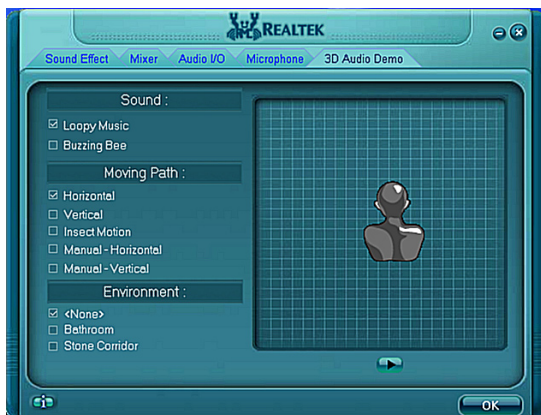 REALTEK
Sound Effect Mixer Audio I/O Microphone 3D Audio Demo
Sound :
Loopy Music
Buzzing Bee
Moving Path :
Horizontal
Vertical
Insect Motion
Manual - Horizontal
Manual - Vertical
Environment :
<None>
Bathroom
Stone Corridor
OK